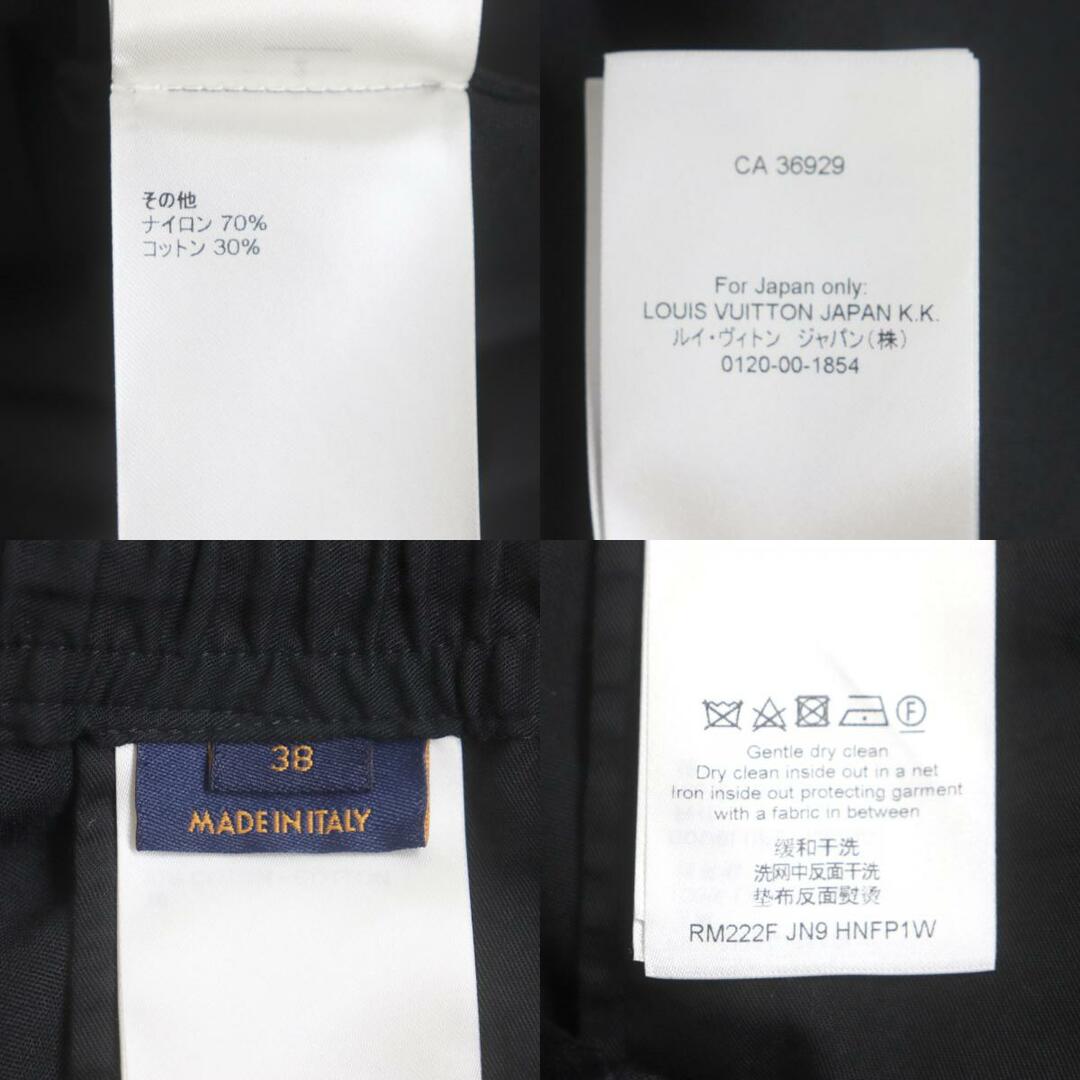 その他
ナイロン 70%
コットン 30%
CA 36929
For Japan only:
LOUIS VUITTON JAPAN K.K.
ルイ・ヴィトン ジャパン(株)
0120-00-1854
38
MADE IN ITALY
F
Gentle dry clean
Dry clean inside out in a net
Iron inside out protecting garment
with a fabric in between
缓和干洗
洗网中反面干洗
垫布反面熨烫
RM222F JN9 HNFP1W